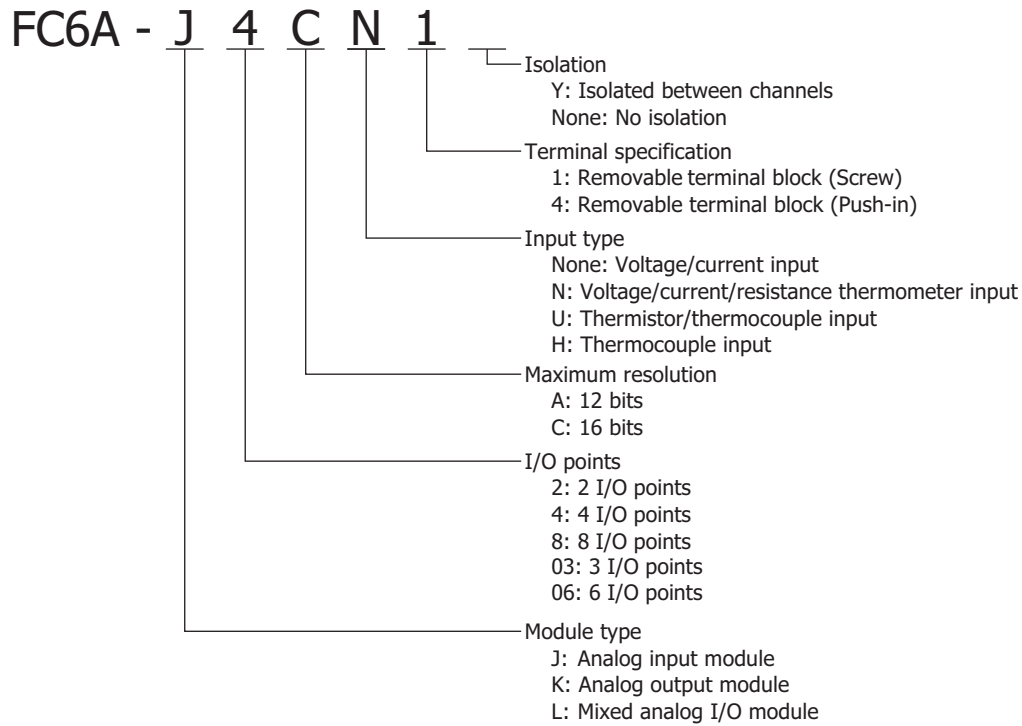 FC6A - J 4 C N 1
Isolation
Y: Isolated between channels
None: No isolation
Terminal specification
1: Removable terminal block (Screw)
4: Removable terminal block (Push-in)
Input type
None: Voltage/current input
N: Voltage/current/resistance thermometer input
U: Thermistor/thermocouple input
H: Thermocouple input
Maximum resolution
A: 12 bits
C: 16 bits
I/O points
2: 2 I/O points
4: 4 I/O points
8: 8 I/O points
03: 3 I/O points
06: 6 I/O points
Module type
J: Analog input module
K: Analog output module
L: Mixed analog I/O module